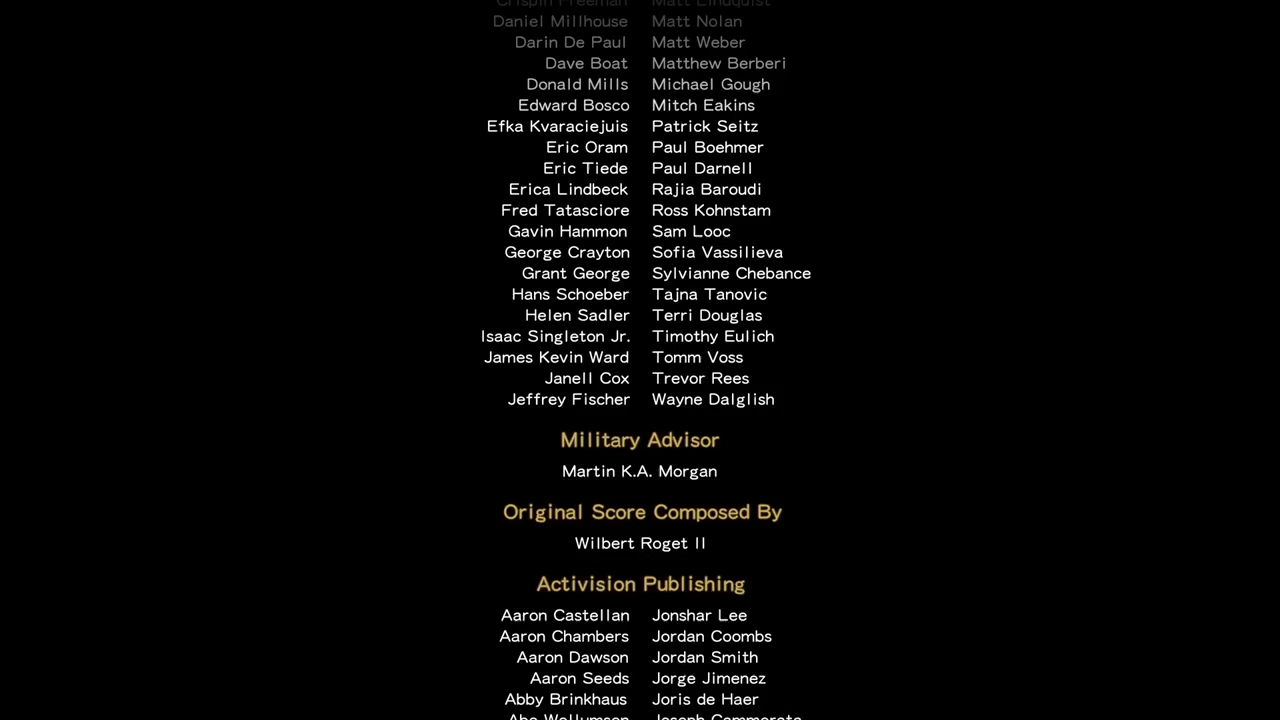 Crispin Freeman Matt Lindquist
Daniel Millhouse Matt Nolan
Darin De Paul Matt Weber
Dave Boat Matthew Berberi
Donald Mills Michael Gough
Edward Bosco Mitch Eakins
Efka Kvaraciejuis Patrick Seitz
Eric Oram Paul Boehmer
Eric Tiede Paul Darnell
Erica Lindbeck Rajia Baroudi
Fred Tatasciore Ross Kohnstam
Gavin Hammon Sam Looc
George Crayton Sofia Vassilieva
Grant George Sylvianne Chebance
Hans Schoeber Tajna Tanovic
Helen Sadler Terri Douglas
Isaac Singleton Jr. Timothy Eulich
James Kevin Ward Tomm Voss
Janell Cox Trevor Rees
Jeffrey Fischer Wayne Dalglish
Military Advisor
Martin K.A. Morgan
Original Score Composed By
Wilbert Roget II
Activision Publishing
Aaron Castellan Jonshar Lee
Aaron Chambers Jordan Coombs
Aaron Dawson Jordan Smith
Aaron Seeds Jorge Jimenez
Abby Brinkhaus Joris de Haer
Joseph